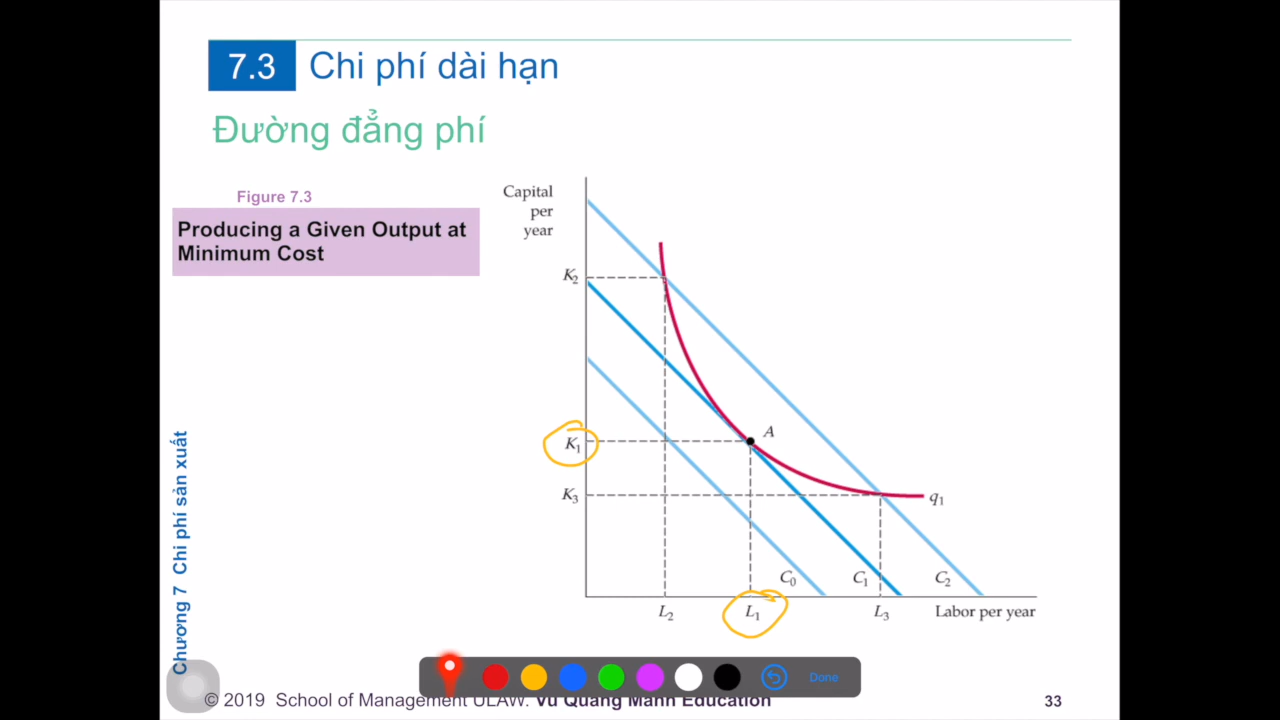 7.3 Chi phí dài hạn
Đường đẳng phí
Figure 7.3
Producing a Given Output at
Minimum Cost
Capital
per
year
K2
K1
K3
A
q1
C0 C1 C2
L2 L1 L3 Labor per year
Chương 7 Chi phí sản xuất
Done
© 2019 School of Management ULAW. Vũ Quang Mạnh Education 33